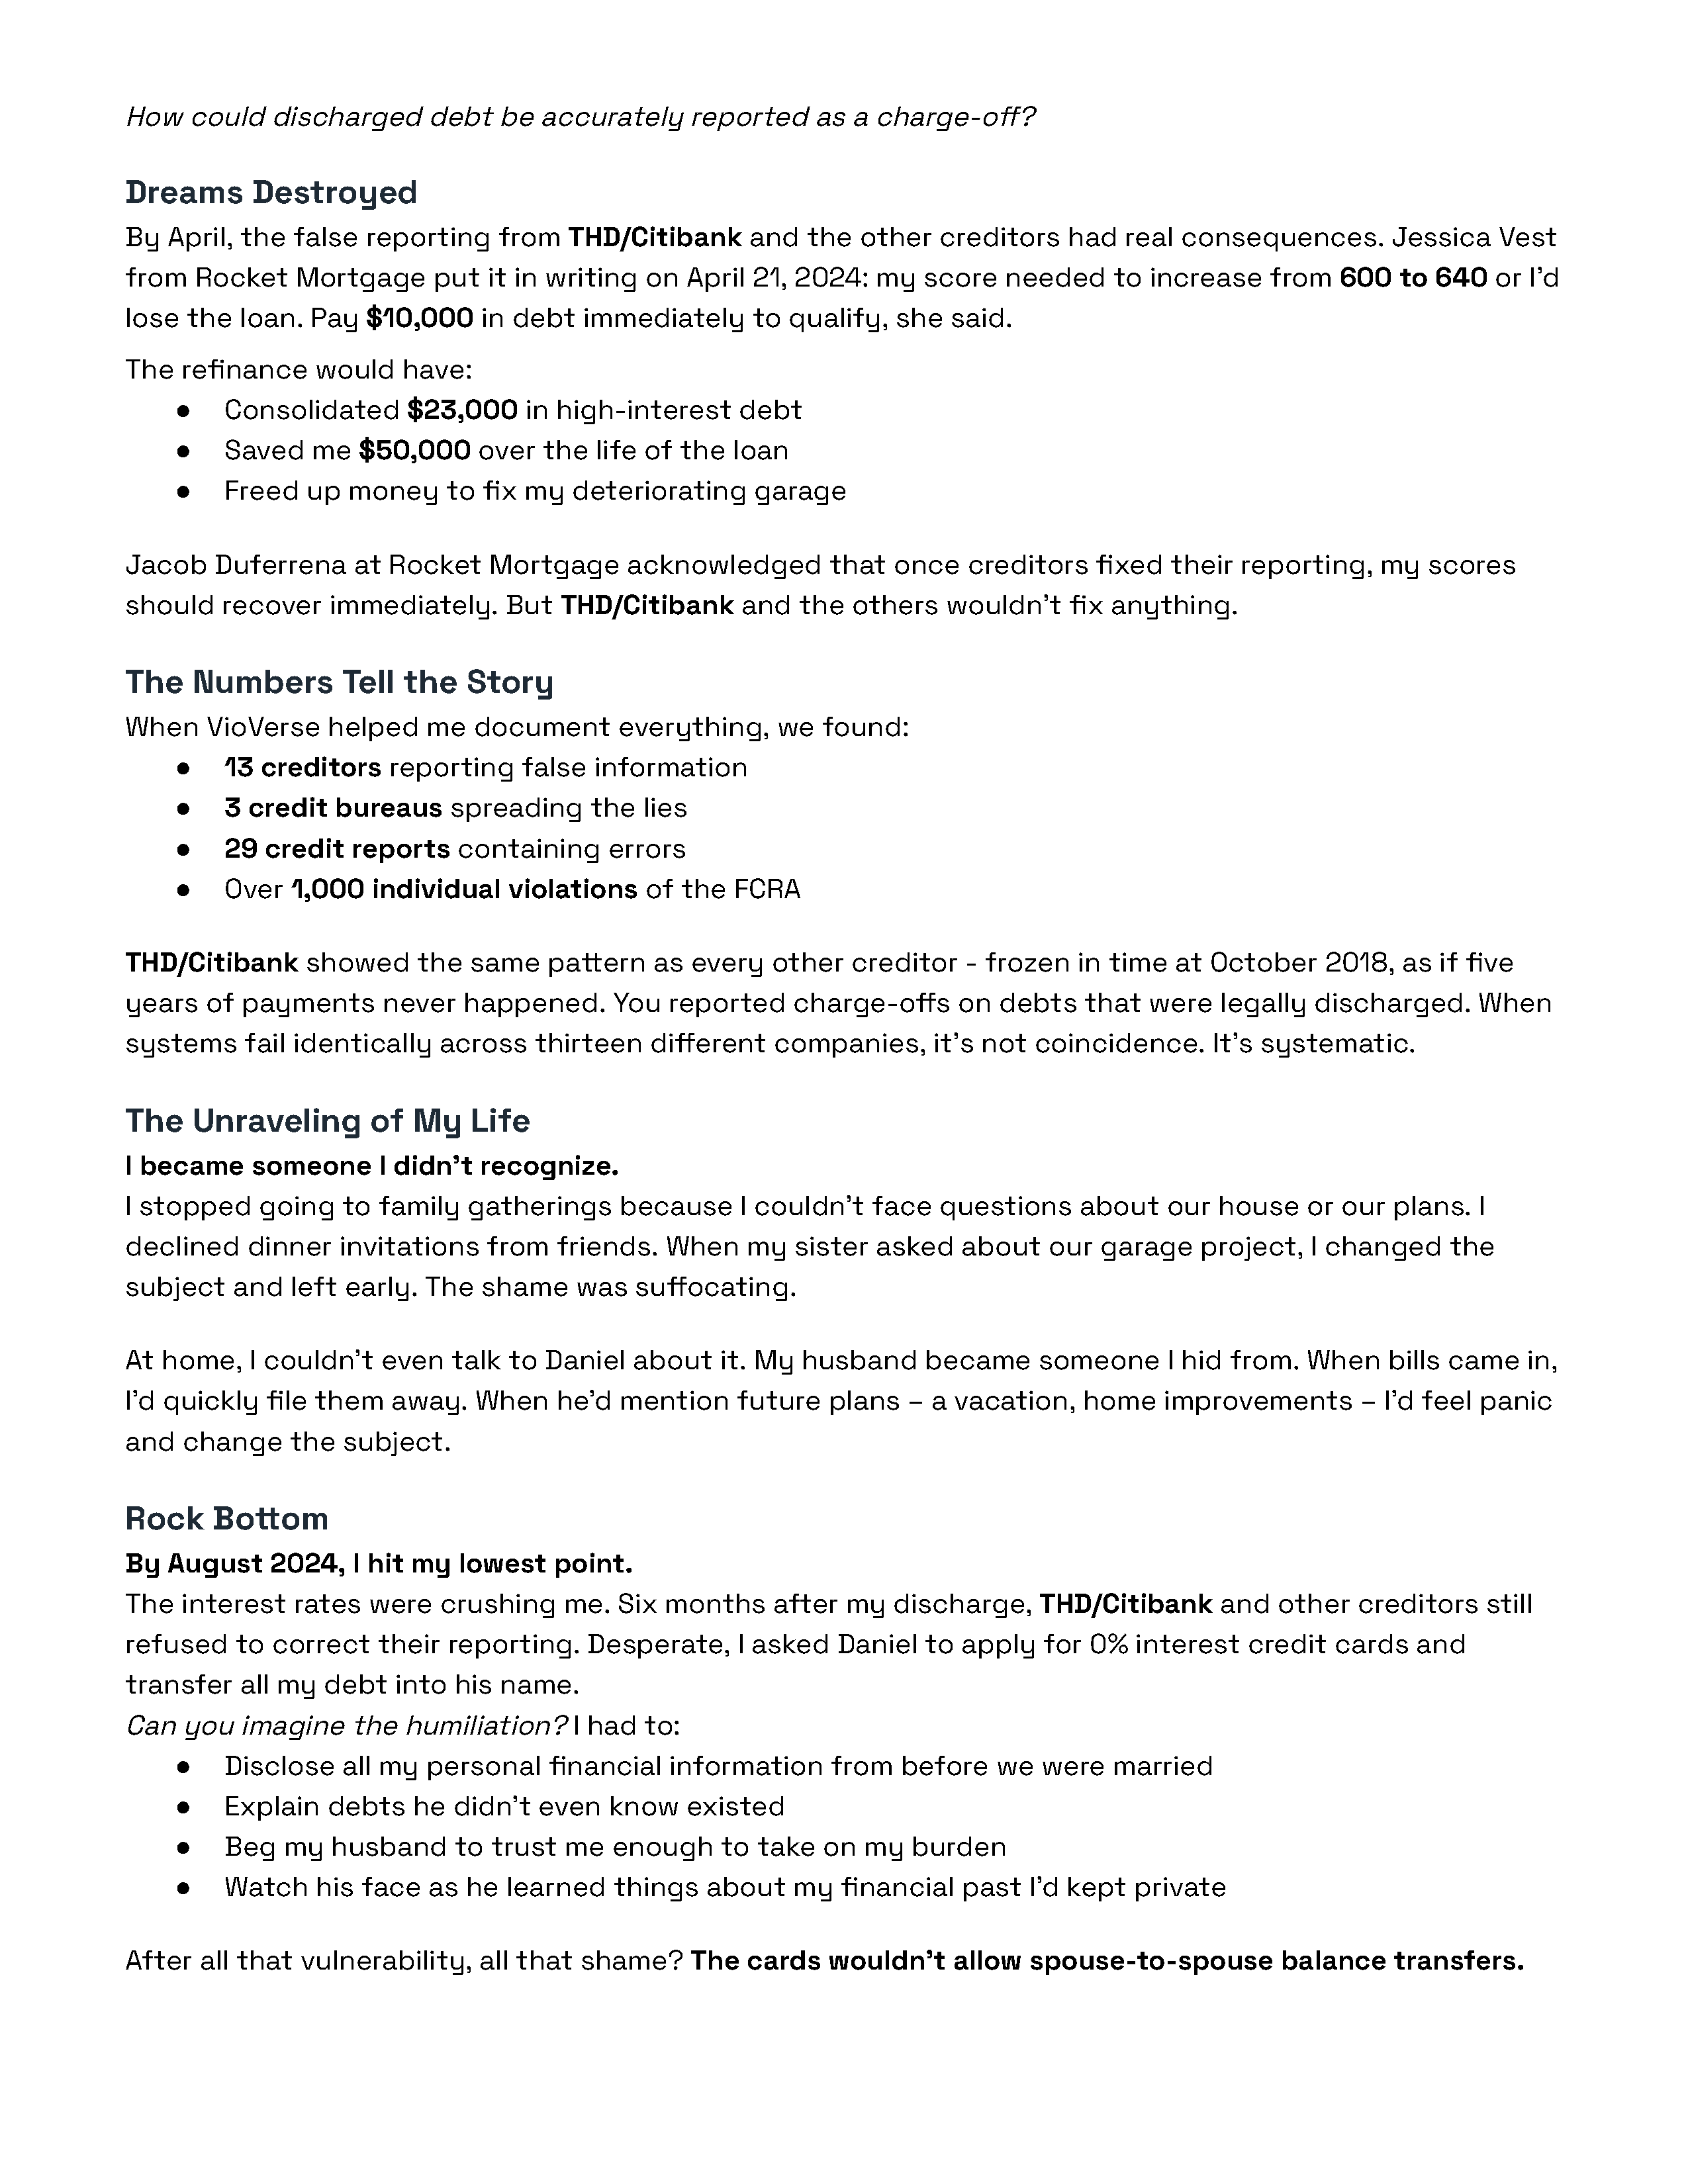 How could discharged debt be accurately reported as a charge-off?
Dreams Destroyed
By April, the false reporting from THD/Citibank and the other creditors had real consequences. Jessica Vest
from Rocket Mortgage put it in writing on April 21, 2024: my score needed to increase from 600 to 640 or I'd
lose the loan. Pay $10,000 in debt immediately to qualify, she said.
The refinance would have:
● Consolidated $23,000 in high-interest debt
● Saved me $50,000 over the life of the loan
● Freed up money to fix my deteriorating garage
Jacob Duferrena at Rocket Mortgage acknowledged that once creditors fixed their reporting, my scores
should recover immediately. But THD/Citibank and the others wouldn't fix anything.
The Numbers Tell the Story
When VioVerse helped me document everything, we found:
● 13 creditors reporting false information
● 3 credit bureaus spreading the lies
● 29 credit reports containing errors
● Over 1,000 individual violations of the FCRA
THD/Citibank showed the same pattern as every other creditor - frozen in time at October 2018, as if five
years of payments never happened. You reported charge-offs on debts that were legally discharged. When
systems fail identically across thirteen different companies, it's not coincidence. It's systematic.
The Unraveling of My Life
I became someone I didn't recognize.
I stopped going to family gatherings because I couldn't face questions about our house or our plans. I
declined dinner invitations from friends. When my sister asked about our garage project, I changed the
subject and left early. The shame was suffocating.
At home, I couldn't even talk to Daniel about it. My husband became someone I hid from. When bills came in,
I'd quickly file them away. When he'd mention future plans – a vacation, home improvements – I'd feel panic
and change the subject.
Rock Bottom
By August 2024, I hit my lowest point.
The interest rates were crushing me. Six months after my discharge, THD/Citibank and other creditors still
refused to correct their reporting. Desperate, I asked Daniel to apply for 0% interest credit cards and
transfer all my debt into his name.
Can you imagine the humiliation? I had to:
● Disclose all my personal financial information from before we were married
● Explain debts he didn't even know existed
● Beg my husband to trust me enough to take on my burden
● Watch his face as he learned things about my financial past I'd kept private
After all that vulnerability, all that shame? The cards wouldn't allow spouse-to-spouse balance transfers.